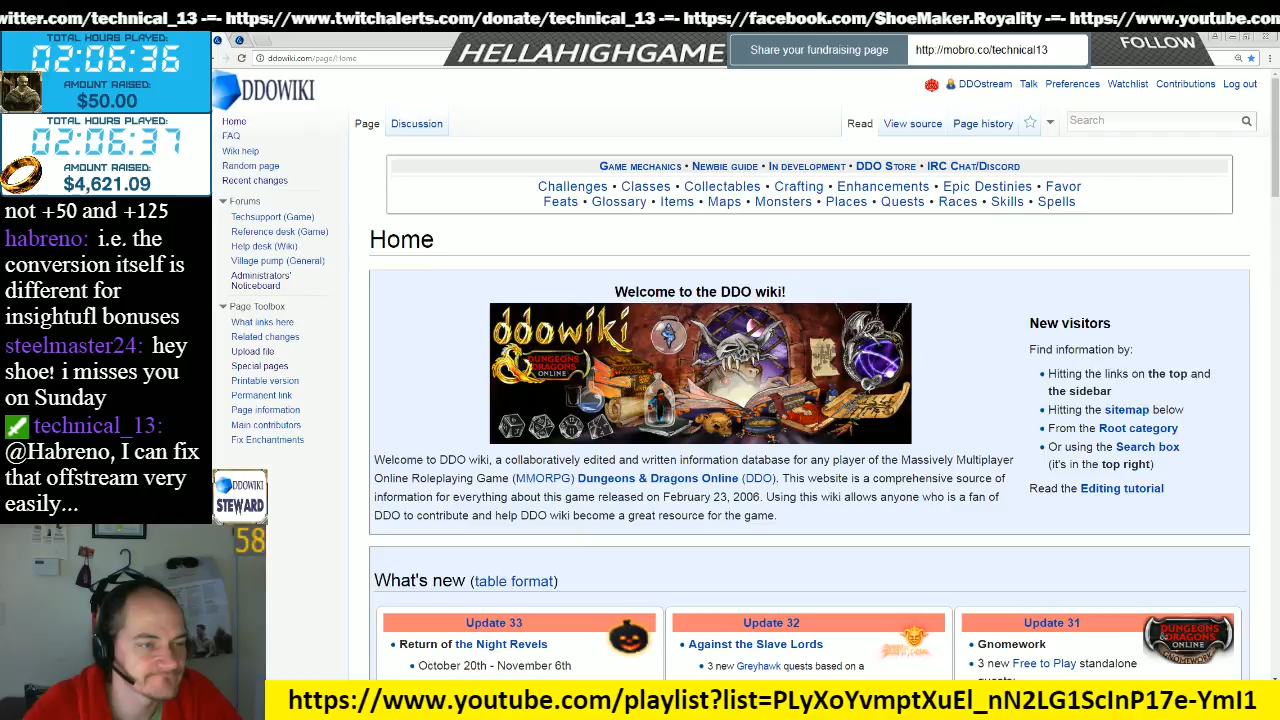 witter.com/technical_13 -=- https://www.twitchalerts.com/donate/technical_13 -=- https://facebook.com/ShoeMaker.Royality -=- https://www.youtube.com
TOTAL HOURS PLAYED:
02:06:36
AMOUNT RAISED:
$50.00
TOTAL HOURS PLAYED:
02:06:37
AMOUNT RAISED:
$4,621.09
not +50 and +125
habreno: i.e. the
conversion itself is
different for
insightufl bonuses
steelmaster24: hey
shoe! i misses you
on Sunday
technical_13:
@Habreno, I can fix
that offstream very
easily...
58
ddowiki.com/page/Home
HELLAHIGHGAME
Share your fundraising page
http://mobro.co/technical13
FOLLOW
DDOWIKI
DDOstream Talk Preferences Watchlist Contributions Log out
Home
FAQ
Wiki help
Random page
Recent changes
Forums
Techsupport (Game)
Reference desk (Game)
Help desk (Wiki)
Village pump (General)
Administrators'
Noticeboard
Page Toolbox
What links here
Related changes
Upload file
Special pages
Printable version
Permanent link
Page information
Main contributors
Fix Enchantments
DDOWIKI
STEWARD
Page Discussion Read View source Page history Search
Game mechanics • Newbie guide • In development • DDO Store • IRC Chat/Discord
Challenges • Classes • Collectables • Crafting • Enhancements • Epic Destinies • Favor
Feats • Glossary • Items • Maps • Monsters • Places • Quests • Races • Skills • Spells
Home
Welcome to the DDO wiki!
ddowiki
DUNGEONS & DRAGONS ONLINE
Welcome to DDO wiki, a collaboratively edited and written information database for any player of the Massively Multiplayer
Online Roleplaying Game (MMORPG) Dungeons & Dragons Online (DDO). This website is a comprehensive source of
information for everything about this game released on February 23, 2006. Using this wiki allows anyone who is a fan of
DDO to contribute and help DDO wiki become a great resource for the game.
New visitors
Find information by:
• Hitting the links on the top and
the sidebar
• Hitting the sitemap below
• From the Root category
• Or using the Search box
(it's in the top right)
Read the Editing tutorial
What's new (table format)
Update 33
• Return of the Night Revels
• October 20th - November 6th
Update 32
• Against the Slave Lords
• 3 new Greyhawk quests based on a
Update 31
• Gnomework
• 3 new Free to Play standalone
DUNGEONS & DRAGONS
https://www.youtube.com/playlist?list=PLyXoYvmptXuEl_nN2LG1ScInP17e-YmI1